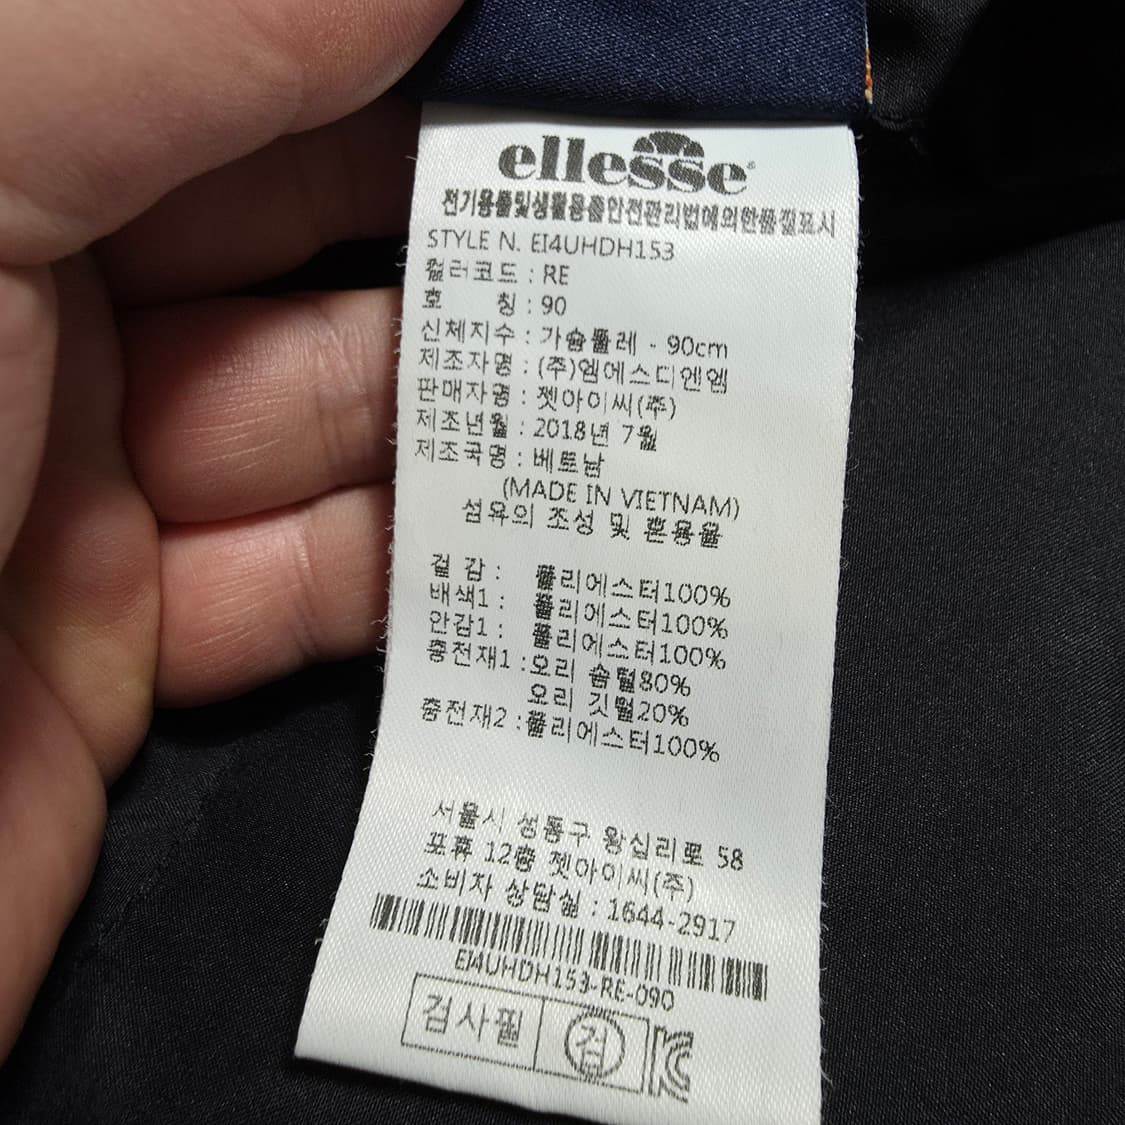 ellesse
전기용품및생활용품안전관리법에의한품질표시
STYLE N. EI4UHDH153
컬러코드 : RE
호 칭 : 90
신체지수 : 가슴둘레 - 90cm
제조자명 : (주)엠에스디엔엠
판매자명 : 젯아이씨(주)
제조년월 : 2018년 7월
제조국명 : 베트남
(MADE IN VIETNAM)
섬유의 조성 및 혼용율
겉 감 : 폴리에스터100%
배색1 : 폴리에스터100%
안감1 : 폴리에스터100%
충전재1 : 오리 솜털80%
오리 깃털20%
충전재2 : 폴리에스터100%
서울시 성동구 왕십리로 58
포휴 12층 젯아이씨(주)
소비자 상담실 : 1644-2917
EI4UHDH153-RE-090
검사필 검 KC